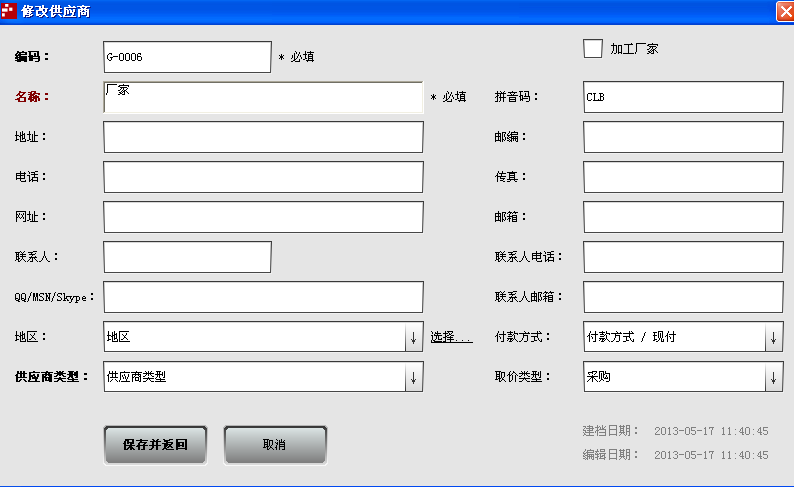 修改供应商
编码： G-0006 * 必填 加工厂家
名称： 厂家 * 必填 拼音码： CLB
地址： 邮编：
电话： 传真：
网址： 邮箱：
联系人： 联系人电话：
QQ/MSN/Skype： 联系人邮箱：
地区： 地区 选择... 付款方式： 付款方式 / 现付
供应商类型： 供应商类型 取价类型： 采购
保存并返回 取消 建档日期： 2013-05-17 11:40:45
编辑日期： 2013-05-17 11:40:45